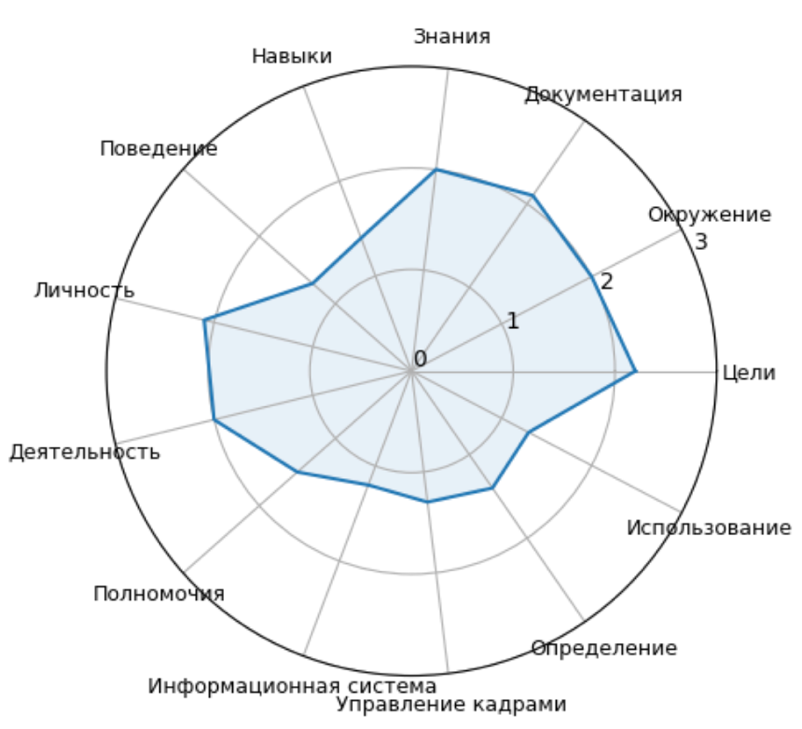 Знания
Навыки
Документация
Поведение
Окружение
3
2
Личность
1
0
Цели
Деятельность
Использование
Полномочия
Определение
Информационная система
Управление кадрами